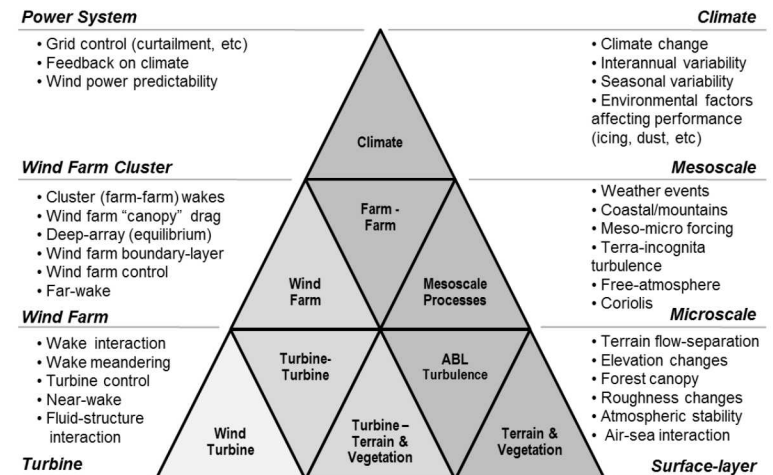 Power System
• Grid control (curtailment, etc)
• Feedback on climate
• Wind power predictability
Climate
• Climate change
• Interannual variability
• Seasonal variability
• Environmental factors
affecting performance
(icing, dust, etc)
Climate
Wind Farm Cluster
• Cluster (farm-farm) wakes
• Wind farm “canopy” drag
• Deep-array (equilibrium)
• Wind farm boundary-layer
• Wind farm control
• Far-wake
Farm -
Farm
Wind
Farm
Mesoscale
Processes
Mesoscale
• Weather events
• Coastal/mountains
• Meso-micro forcing
• Terra-incognita
turbulence
• Free-atmosphere
• Coriolis
Wind Farm
• Wake interaction
• Wake meandering
• Turbine control
• Near-wake
• Fluid-structure
interaction
Turbine-
Turbine
ABL
Turbulence
Wind
Turbine
Turbine –
Terrain &
Vegetation
Terrain &
Vegetation
Microscale
• Terrain flow-separation
• Elevation changes
• Forest canopy
• Roughness changes
• Atmospheric stability
• Air-sea interaction
Turbine
Surface-layer